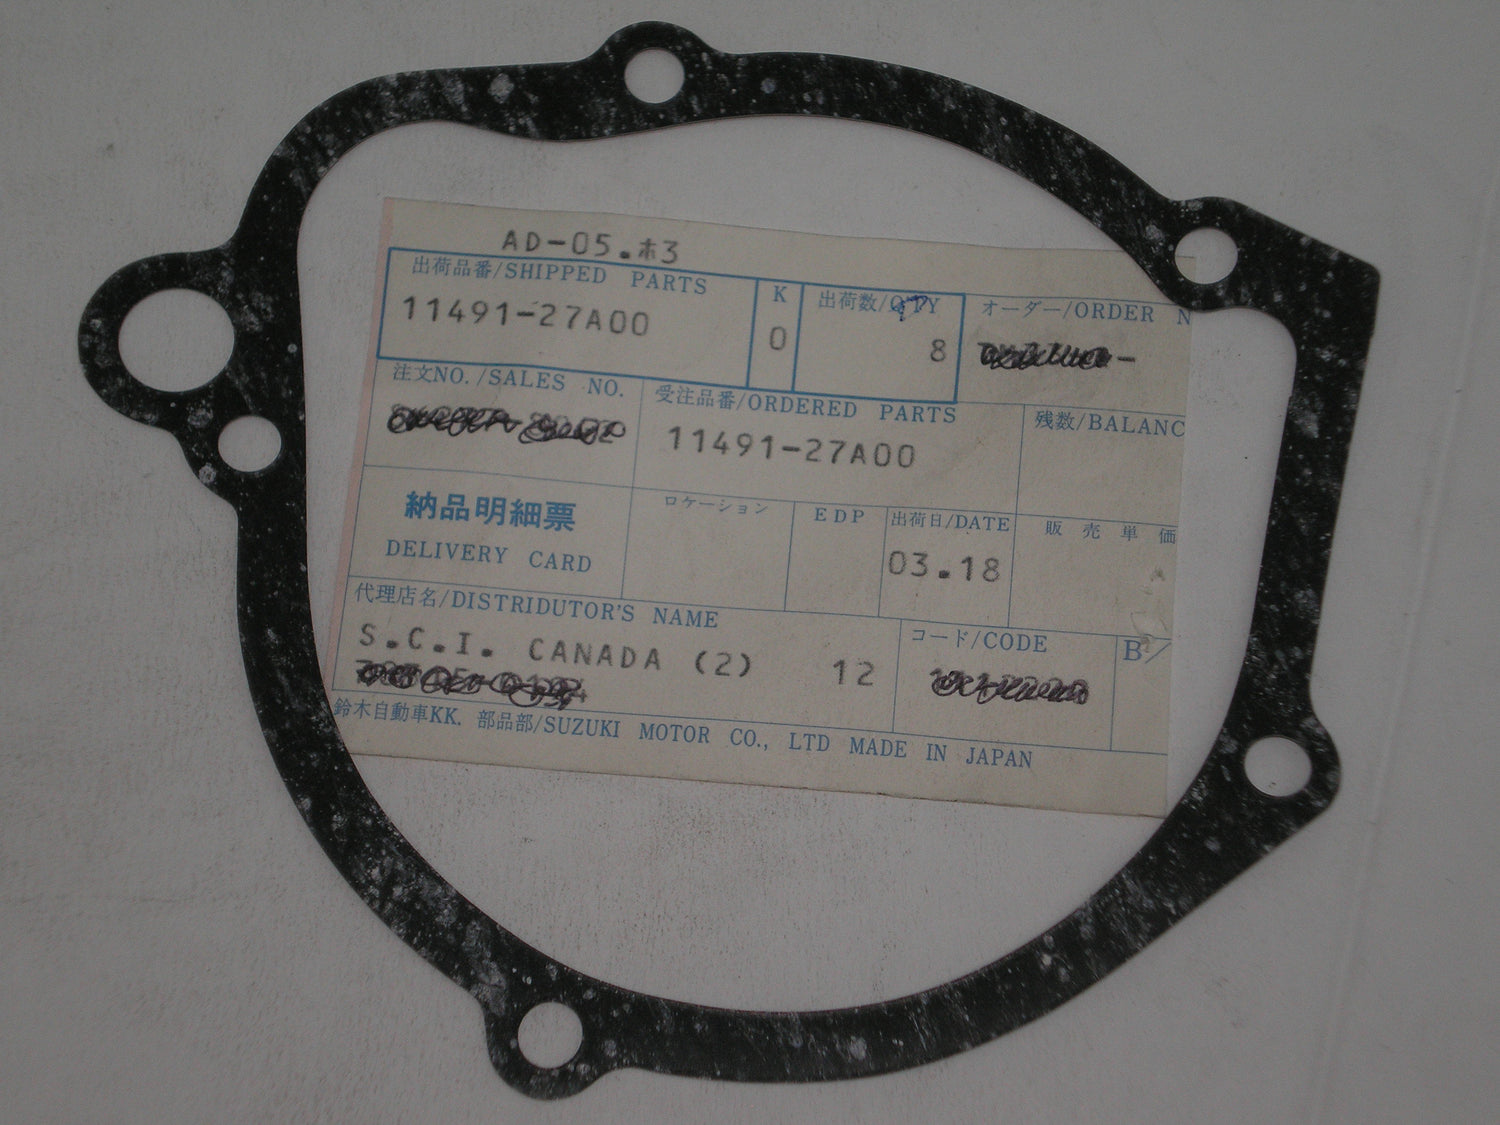 AD-05.ホ3
出荷品番/SHIPPED PARTS K 出荷数/QTY オーダー/ORDER N
11491-27A00 0 8 -
注文NO./SALES NO. 受注品番/ORDERED PARTS 残数/BALANC
11491-27A00
納品明細票 ロケーション EDP 出荷日/DATE 販売単価
DELIVERY CARD 03.18
代理店名/DISTRIDUTOR'S NAME コード/CODE B/
S.C.I. CANADA (2) 12
鈴木自動車KK. 部品部/SUZUKI MOTOR CO., LTD MADE IN JAPAN